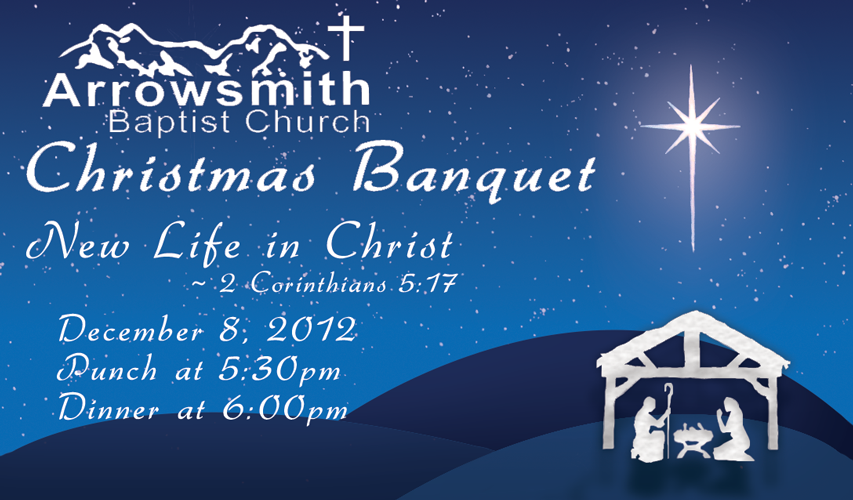 Arrowsmith
Baptist Church
Christmas Banquet
New Life in Christ
~ 2 Corinthians 5:17
December 8, 2012
Punch at 5:30pm
Dinner at 6:00pm